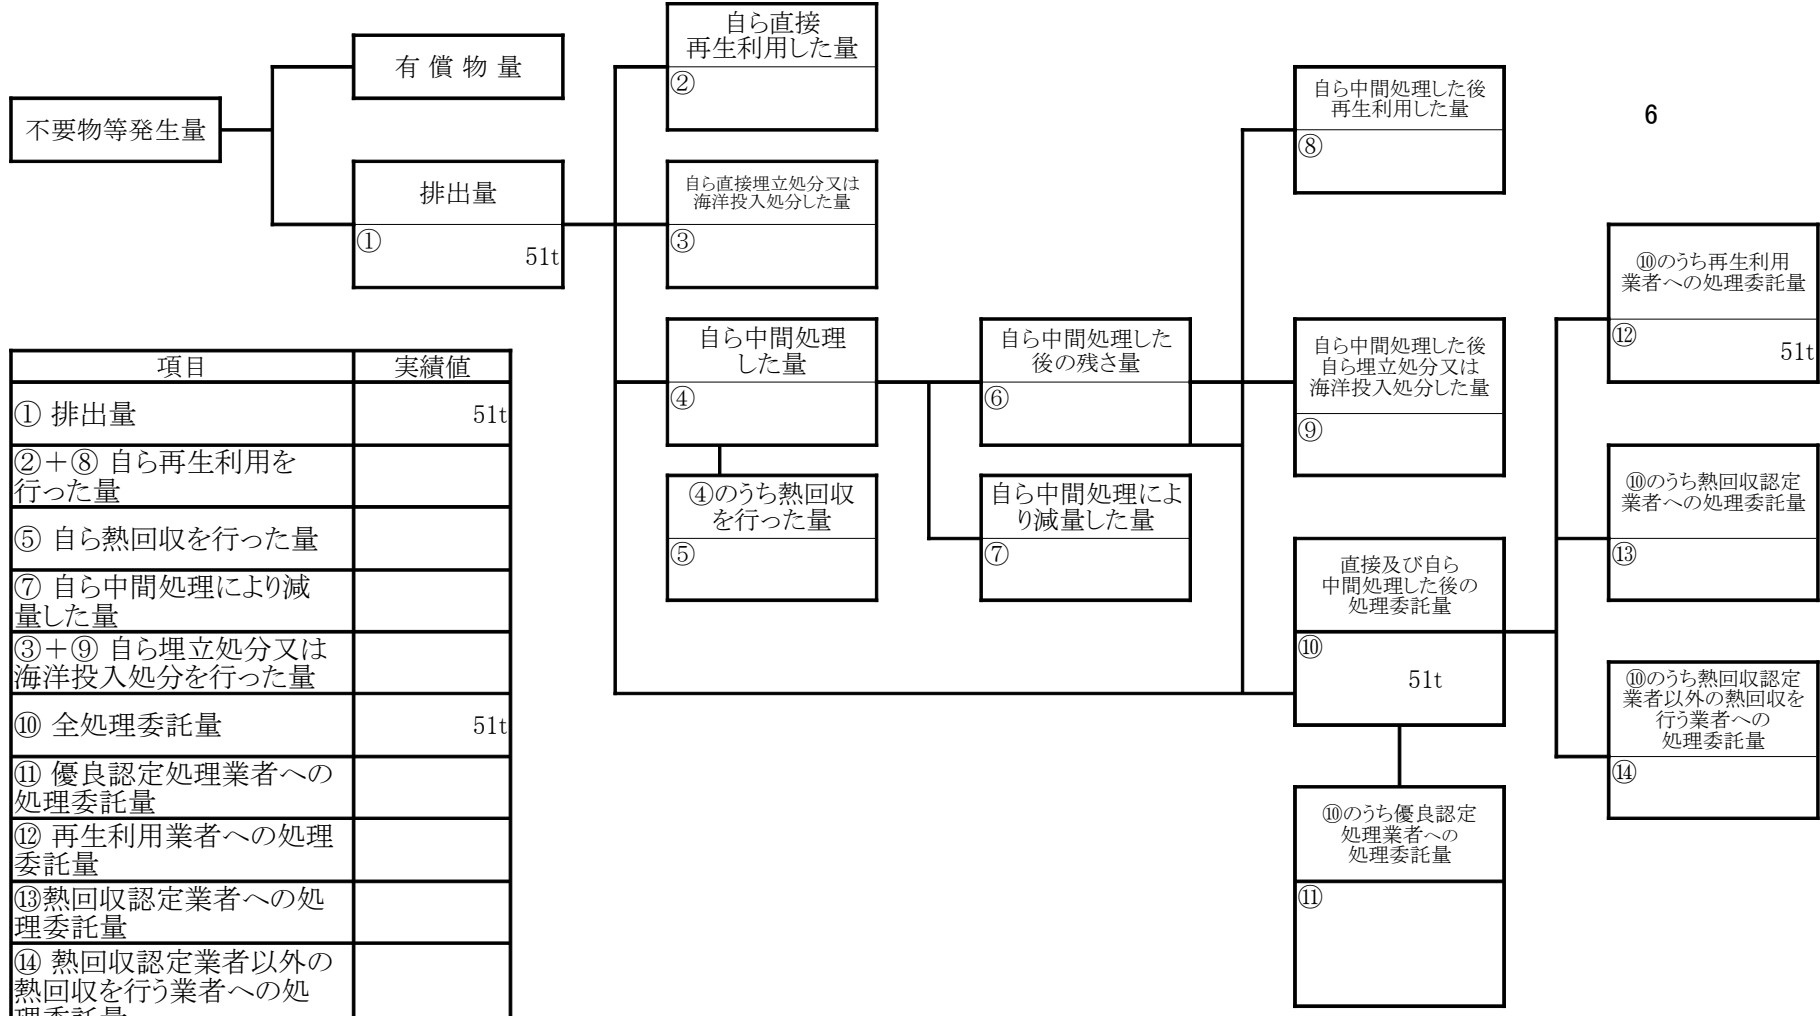 自ら直接
再生利用した量
②
有 償 物 量
自ら中間処理した後
再生利用した量
⑧
6
不要物等発生量
排出量
①
51t
自ら直接埋立処分又は
海洋投入処分した量
③
⑩のうち再生利用
業者への処理委託量
⑫
51t
自ら中間処理
した量
④
自ら中間処理した
後の残さ量
⑥
自ら中間処理した後
自ら埋立処分又は
海洋投入処分した量
⑨
④のうち熱回収
を行った量
⑤
自ら中間処理によ
り減量した量
⑦
⑩のうち熱回収認定
業者への処理委託量
⑬
直接及び自ら
中間処理した後の
処理委託量
⑩
51t
⑩のうち熱回収認定
業者以外の熱回収を
行う業者への
処理委託量
⑭
⑩のうち優良認定
処理業者への
処理委託量
⑪
項目 実績値
① 排出量 51t
②+⑧ 自ら再生利用を
行った量
⑤ 自ら熱回収を行った量
⑦ 自ら中間処理により減
量した量
③+⑨ 自ら埋立処分又は
海洋投入処分を行った量
⑩ 全処理委託量 51t
⑪ 優良認定処理業者への
処理委託量
⑫ 再生利用業者への処理
委託量
⑬熱回収認定業者への処
理委託量
⑭ 熱回収認定業者以外の
熱回収を行う業者への処
理委託量